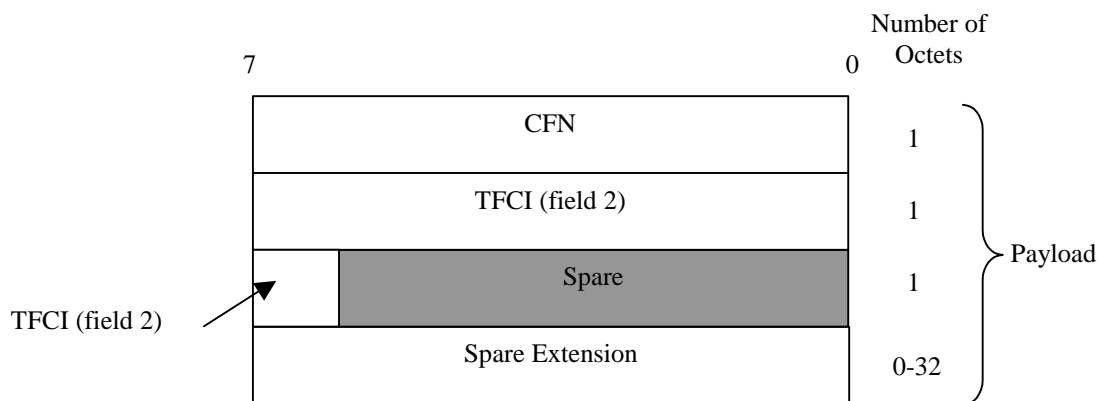 Number of
Octets
7
0
CFN
1
TFCI (field 2)
1
Payload
Spare
1
TFCI (field 2)
Spare Extension
0-32